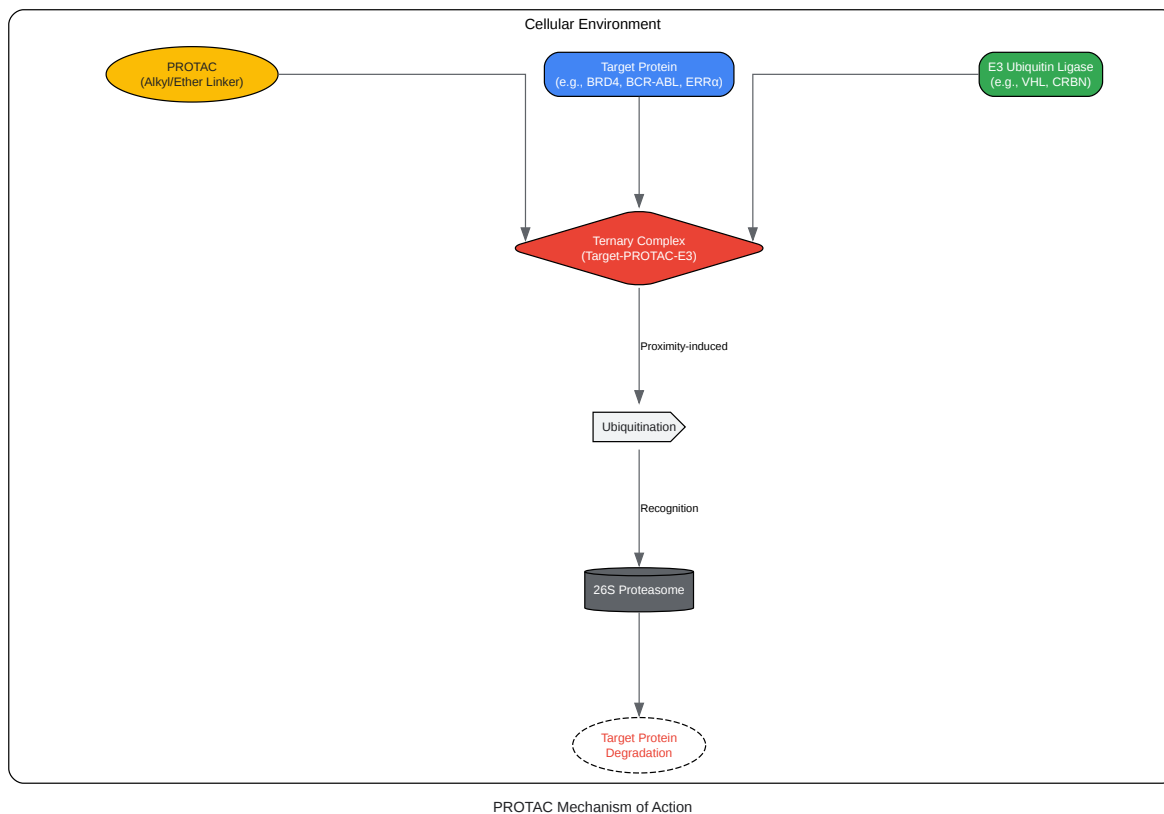 Cellular Environment
PROTAC
(Alkyl/Ether Linker)
Target Protein
(e.g., BRD4, BCR-ABL, ERRα)
E3 Ubiquitin Ligase
(e.g., VHL, CRBN)
Ternary Complex
(Target-PROTAC-E3)
Proximity-induced
Ubiquitination
Recognition
26S Proteasome
Target Protein
Degradation
PROTAC Mechanism of Action